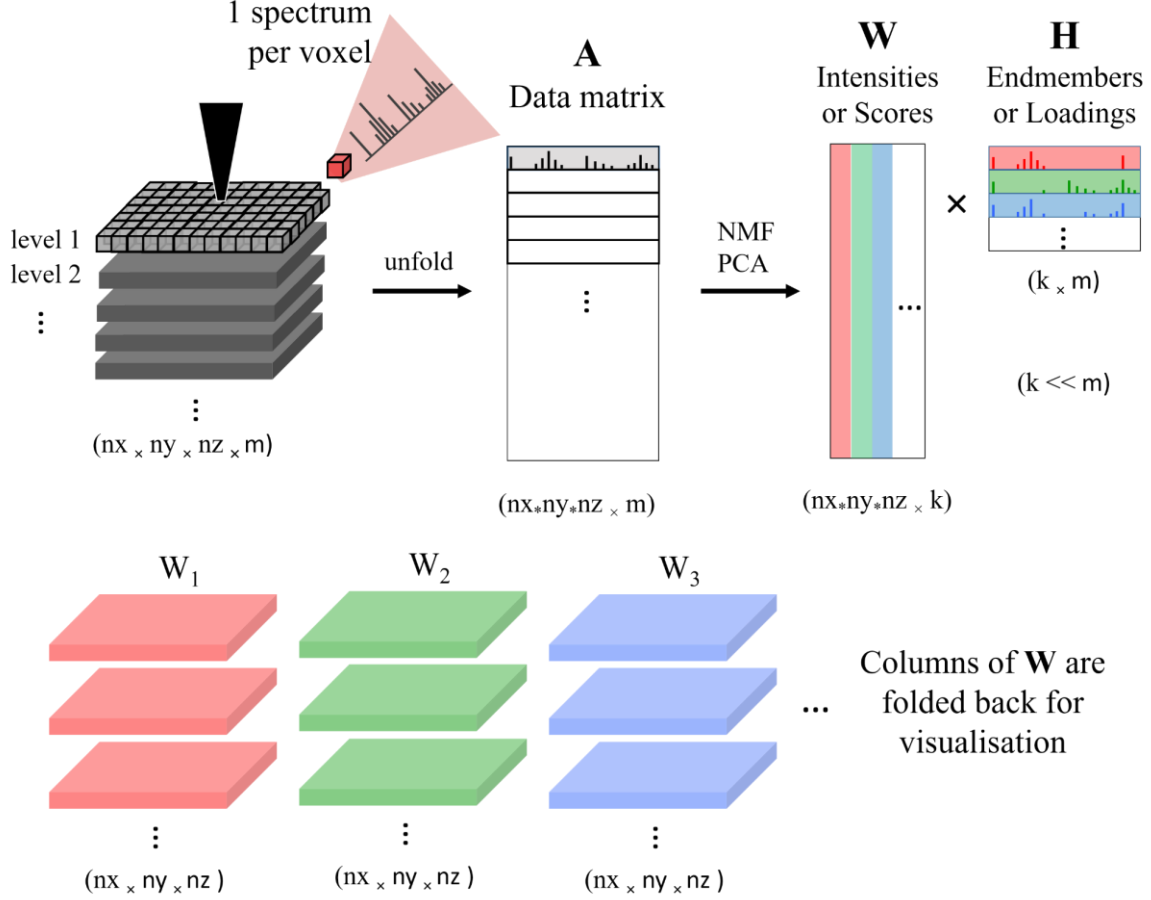 1 spectrum
per voxel
level 1
level 2
⋮
⋮
(nx × ny × nz × m)
unfold
A
Data matrix
⋮
(nx*ny*nz × m)
NMF
PCA
W
Intensities
or Scores
...
(nx*ny*nz × k)
×
H
Endmembers
or Loadings
⋮
(k × m)
(k << m)
W1
⋮
(nx × ny × nz )
W2
⋮
(nx × ny × nz )
W3
⋮
(nx × ny × nz )
...
Columns of W are
folded back for
visualisation